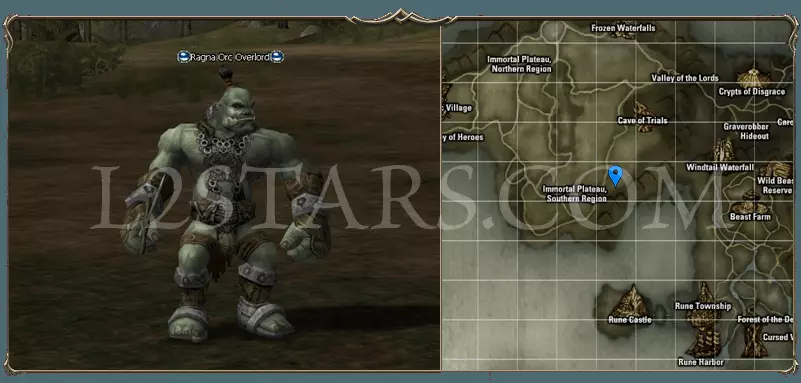 Ragna Orc Overlord
L2STARS.COM
Frozen Waterfalls
Immortal Plateau,
Northern Region
Valley of the Lords
Crypts of Disgrace
Village
Cave of Trials
Graverobber
Hideout
Care
y of Heroes
Windtail Waterfall
Wild Beas
Reserve
Immortal Plateau,
Southern Region
Beast Farm
Rune Castle
Rune Township
Forest of the De
Cursed V
Rune Harbor